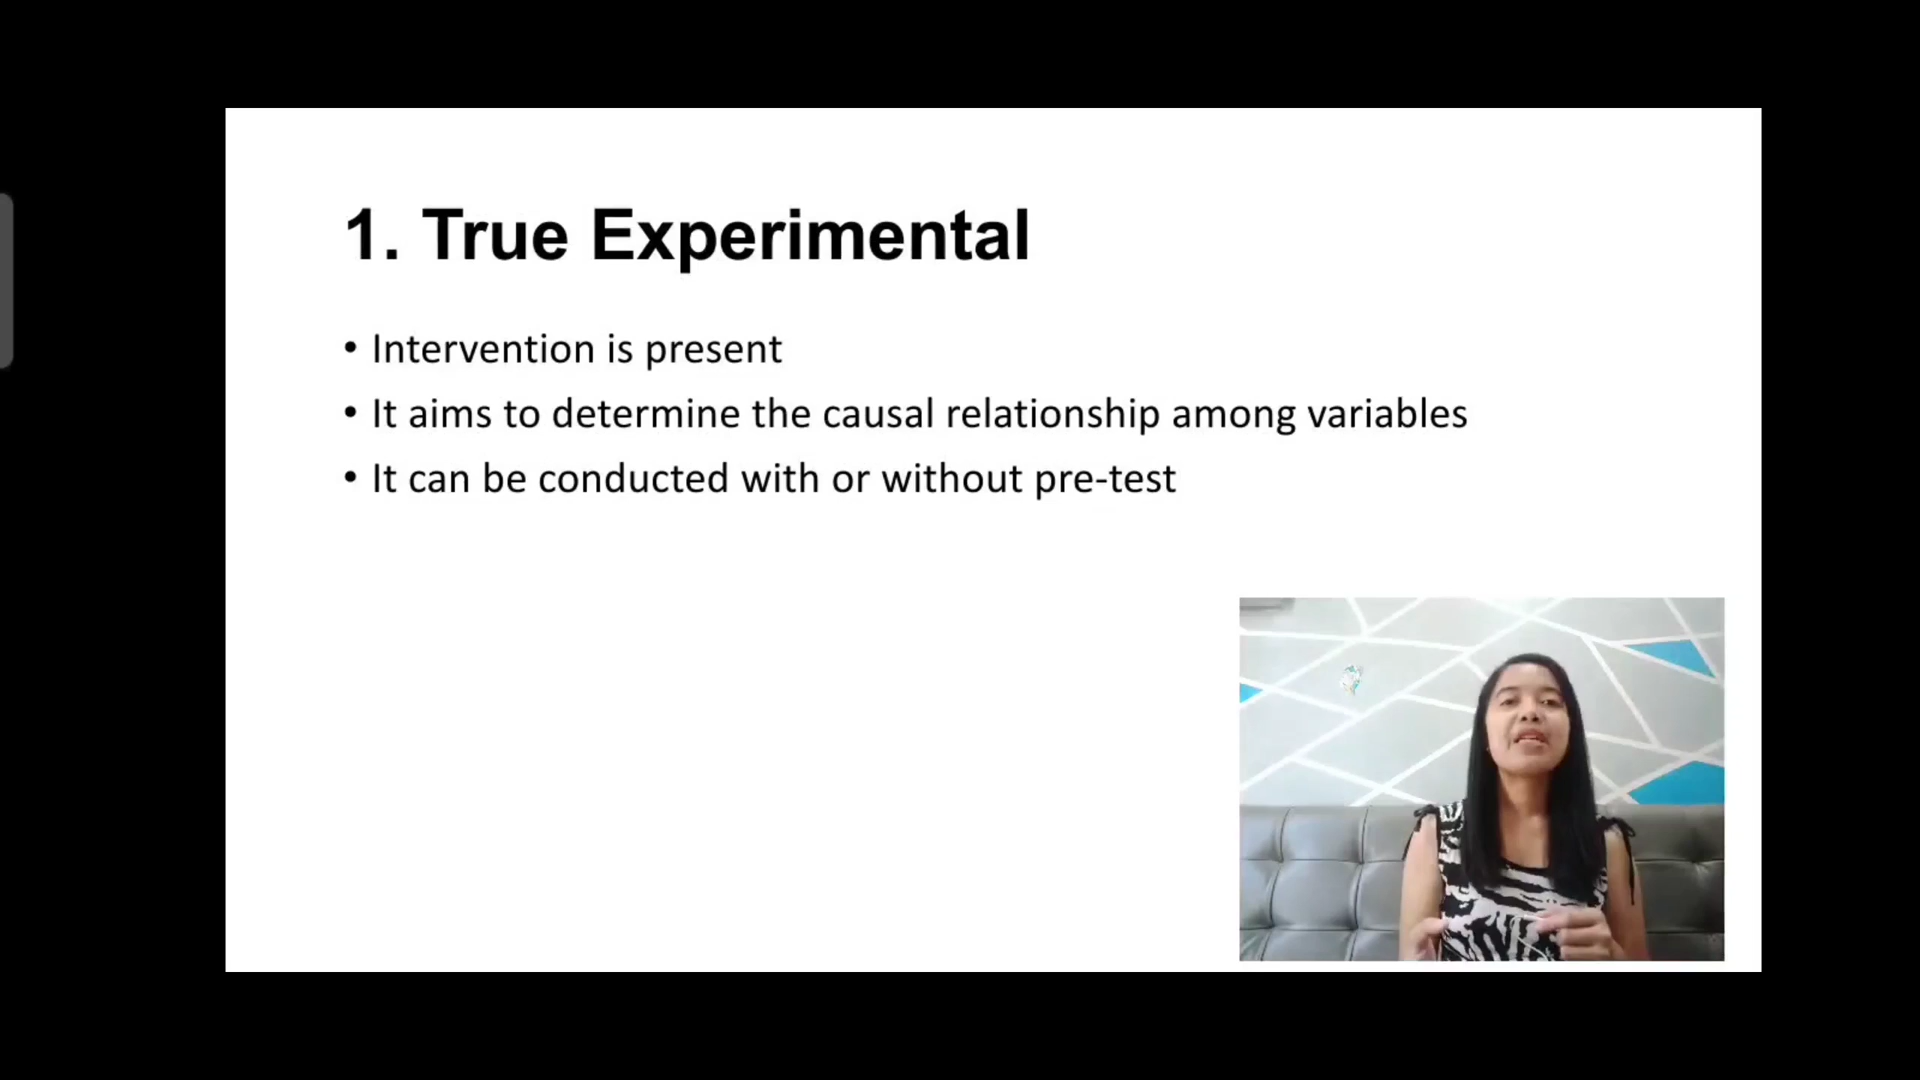 1. True Experimental
• Intervention is present
• It aims to determine the causal relationship among variables
• It can be conducted with or without pre-test